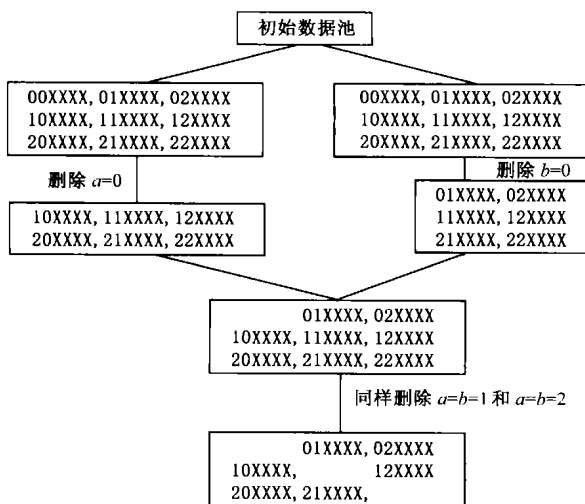 初始数据池
00XXXX, 01XXXX, 02XXXX
10XXXX, 11XXXX, 12XXXX
20XXXX, 21XXXX, 22XXXX
00XXXX, 01XXXX, 02XXXX
10XXXX, 11XXXX, 12XXXX
20XXXX, 21XXXX, 22XXXX
删除 a=0
删除 b=0
10XXXX, 11XXXX, 12XXXX
20XXXX, 21XXXX, 22XXXX
01XXXX, 02XXXX
11XXXX, 12XXXX
21XXXX, 22XXXX
01XXXX, 02XXXX
10XXXX, 11XXXX, 12XXXX
20XXXX, 21XXXX, 22XXXX
同样删除 a=b=1 和 a=b=2
01XXXX, 02XXXX
10XXXX, 12XXXX
20XXXX, 21XXXX,